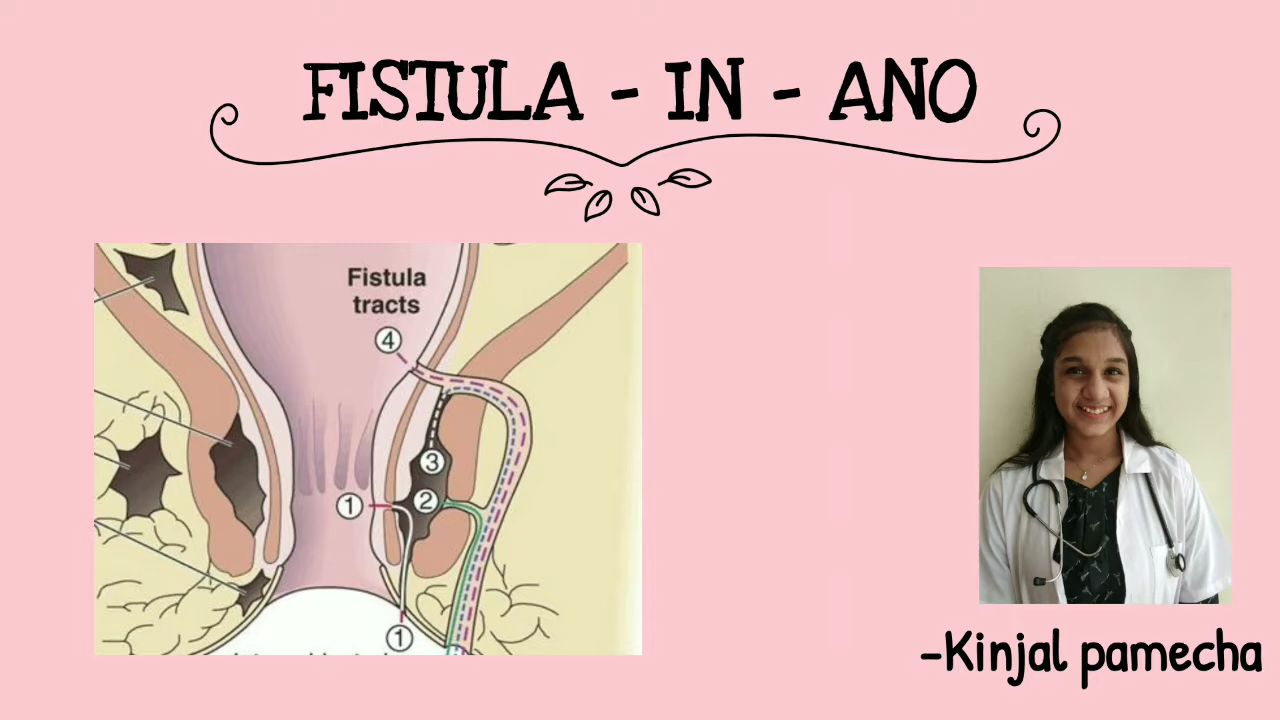 FISTULA - IN - ANO
Fistula
tracts
4
3
2
1
1
-Kinjal pamecha